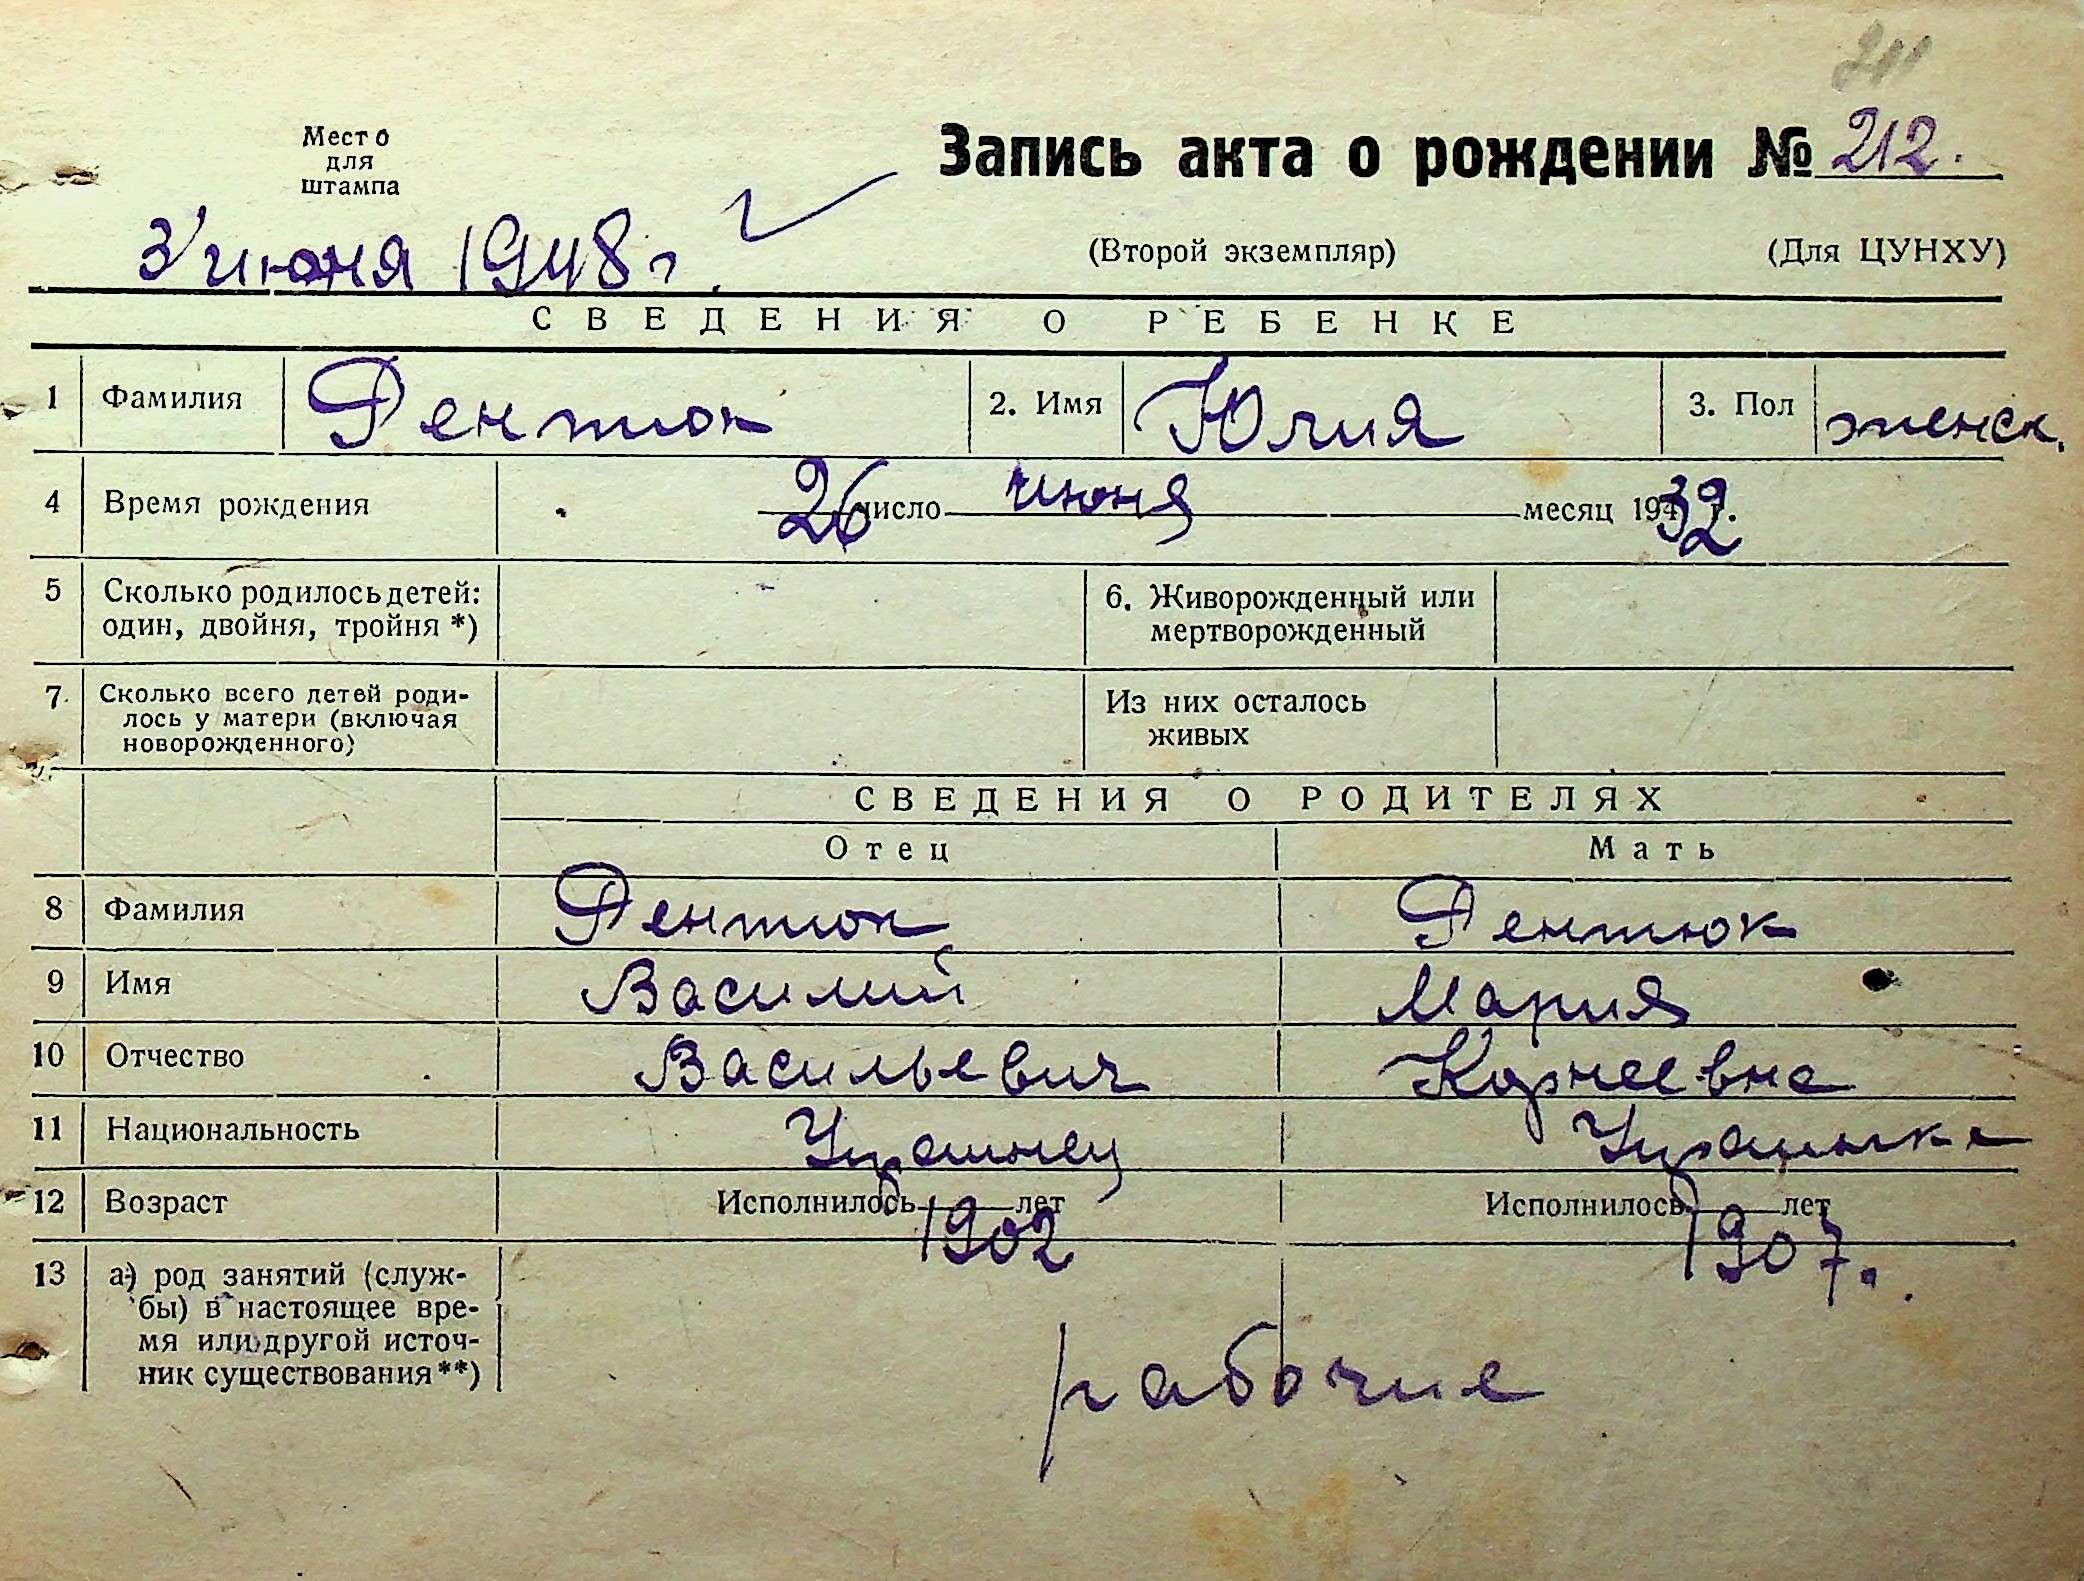 Место
для
штампа
211
Запись акта о рождении № 212.
3 июня 1948 г.
(Второй экземпляр) (Для ЦУНХУ)
СВЕДЕНИЯ О РЕБЕНКЕ
1 Фамилия Дентюк 2. Имя Юлия 3. Пол женск.
4 Время рождения 26 число июня месяц 1932 г.
5 Сколько родилось детей: 6. Живорожденный или
один, двойня, тройня *) мертворожденный
7 Сколько всего детей роди- Из них осталось
лось у матери (включая живых
новорожденного)
СВЕДЕНИЯ О РОДИТЕЛЯХ
Отец Мать
8 Фамилия Дентюк Дентюк
9 Имя Василий Мария
10 Отчество Васильевич Корнеевна
11 Национальность Украинец Украинка
12 Возраст Исполнилось 1902 лет Исполнилось 1907. лет
13 а) род занятий (служ-
бы) в настоящее вре-
мя или другой источ-
ник существования**) рабочие